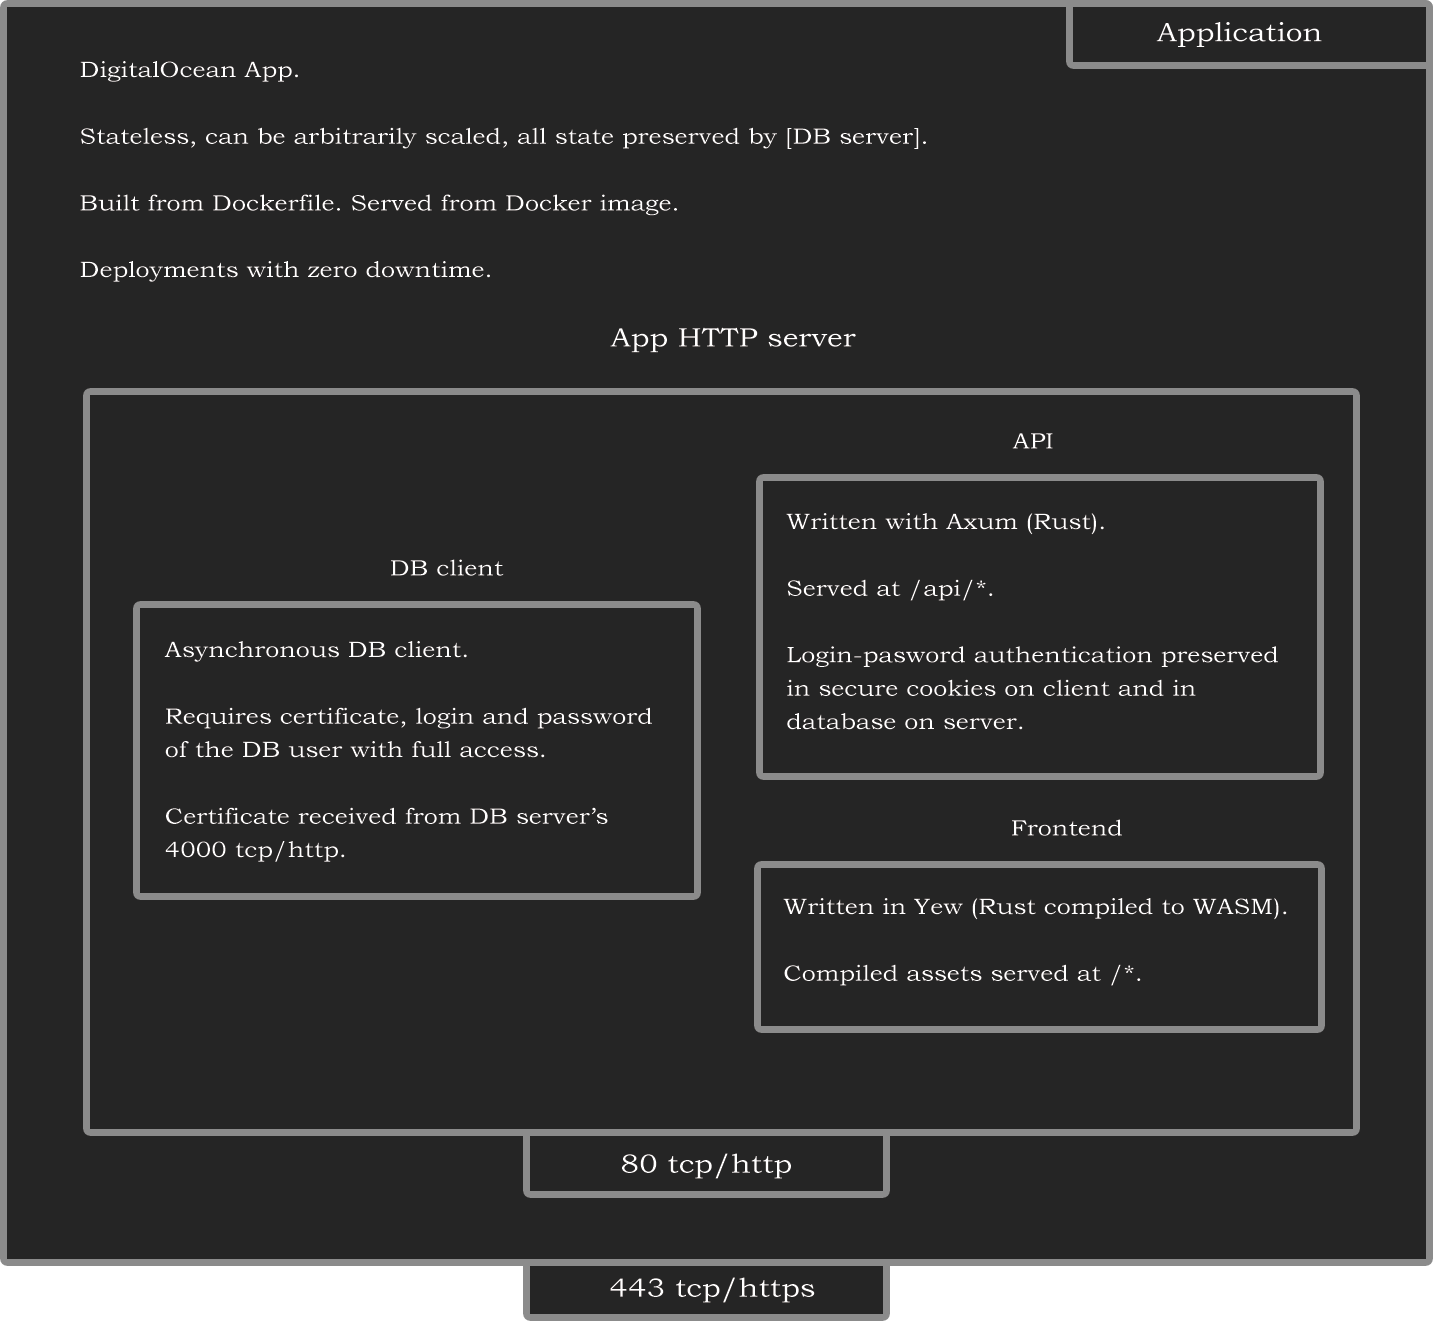 Application
DigitalOcean App.
Stateless, can be arbitrarily scaled, all state preserved by [DB server].
Built from Dockerfile. Served from Docker image.
Deployments with zero downtime.
App HTTP server
DB client
Asynchronous DB client.
Requires certificate, login and password
of the DB user with full access.
Certificate received from DB server’s
4000 tcp/http.
API
Written with Axum (Rust).
Served at /api/*.
Login-pasword authentication preserved
in secure cookies on client and in
database on server.
Frontend
Written in Yew (Rust compiled to WASM).
Compiled assets served at /*.
80 tcp/http
443 tcp/https